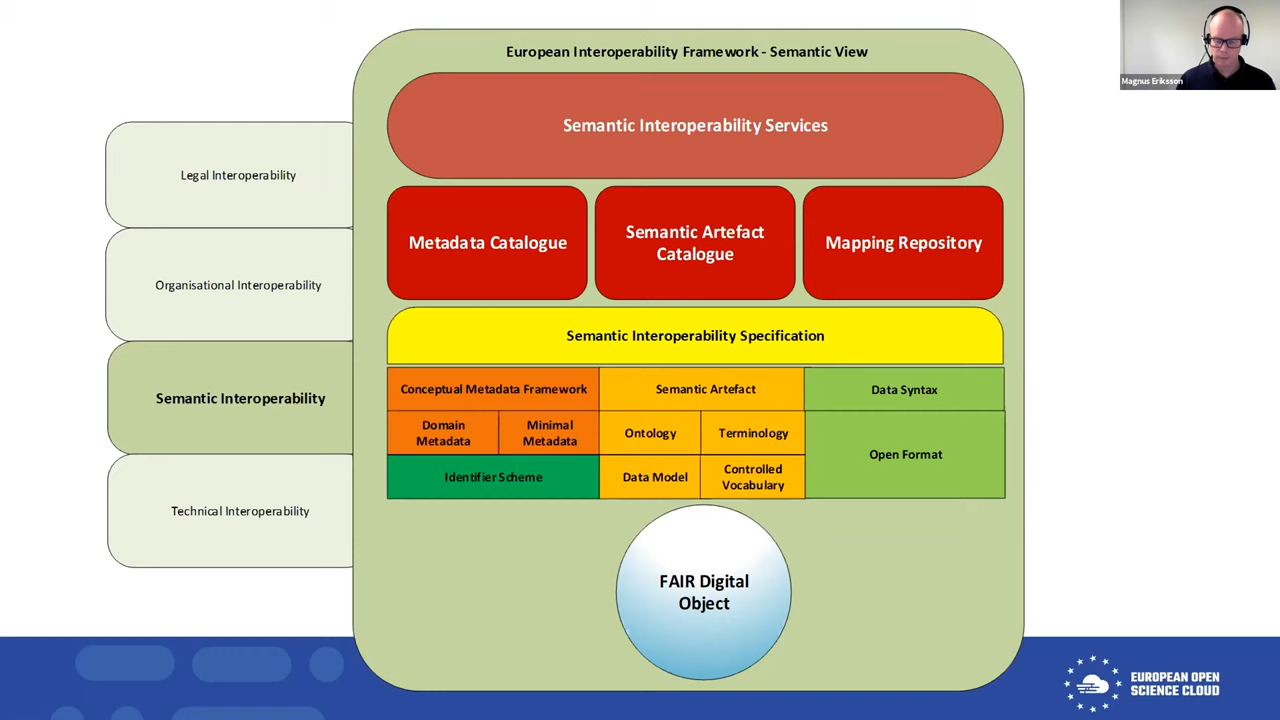 European Interoperability Framework - Semantic View
Magnus Eriksson
Semantic Interoperability Services
Legal Interoperability
Organisational Interoperability
Semantic Interoperability
Technical Interoperability
Metadata Catalogue
Semantic Artefact
Catalogue
Mapping Repository
Semantic Interoperability Specification
Conceptual Metadata Framework
Semantic Artefact
Data Syntax
Domain
Metadata
Minimal
Metadata
Ontology
Terminology
Open Format
Identifier Scheme
Data Model
Controlled
Vocabulary
FAIR Digital
Object
EUROPEAN OPEN
SCIENCE CLOUD